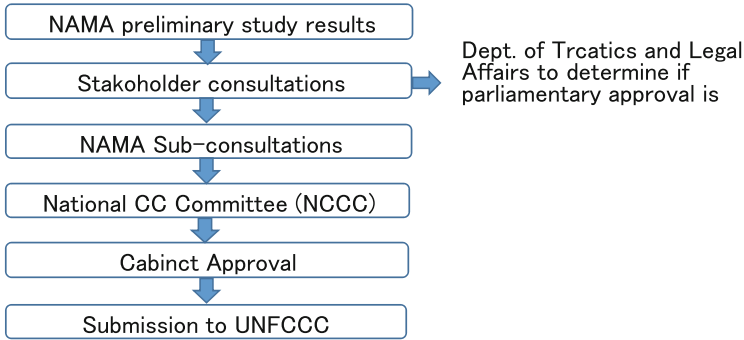 NAMA preliminary study results
Stakoholder consultations
Dept. of Trcatics and Legal
Affairs to determine if
parliamentary approval is
NAMA Sub-consultations
National CC Committee (NCCC)
Cabinct Approval
Submission to UNFCCC